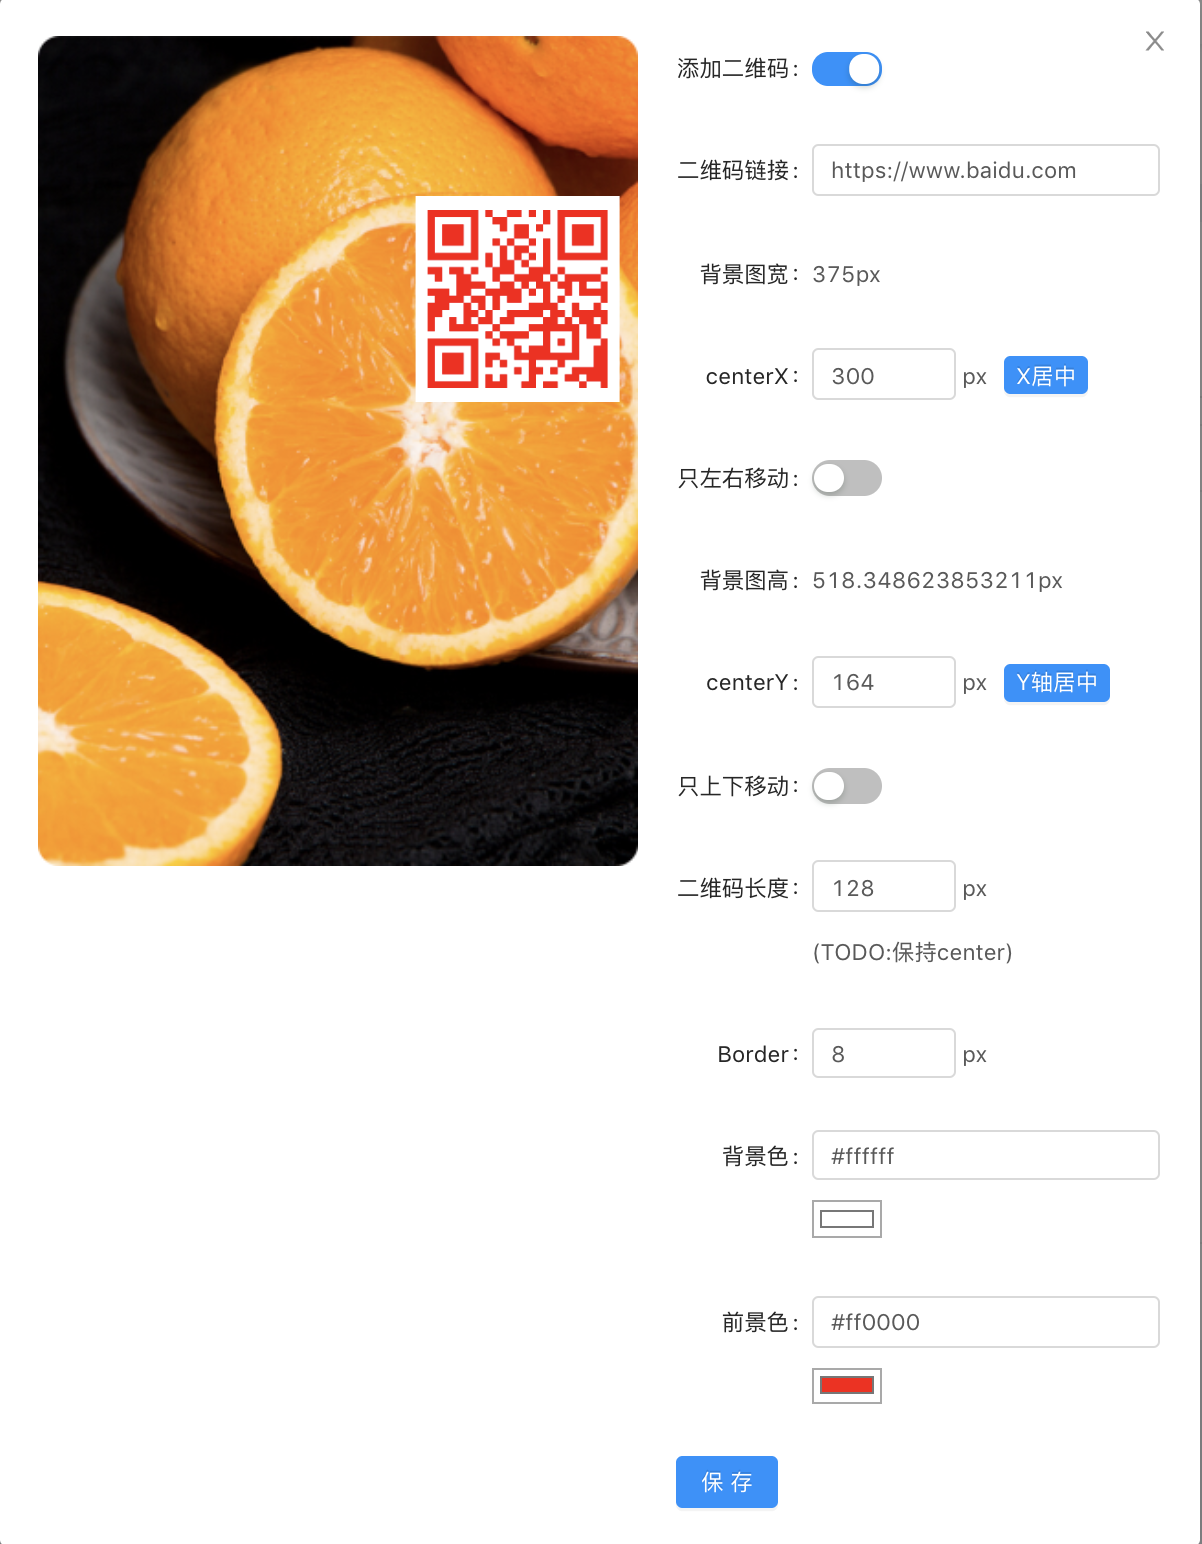 添加二维码：
二维码链接： https://www.baidu.com
背景图宽： 375px
centerX： 300 px X居中
只左右移动：
背景图高： 518.348623853211px
centerY： 164 px Y轴居中
只上下移动：
二维码长度： 128 px
(TODO:保持center)
Border： 8 px
背景色： #ffffff
前景色： #ff0000
保 存